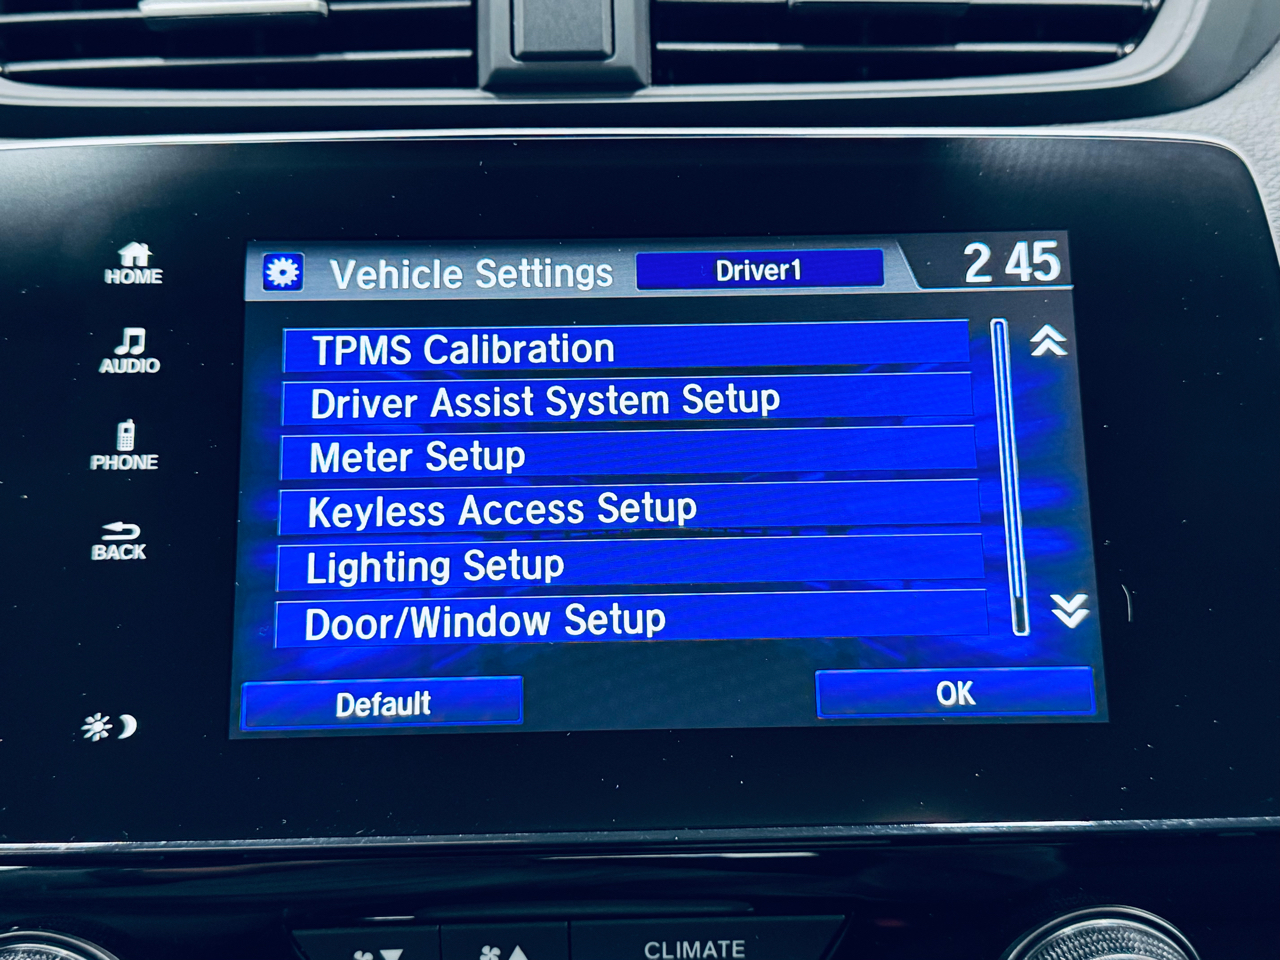 Vehicle Settings Driver1 2 45
HOME
TPMS Calibration
AUDIO
Driver Assist System Setup
Meter Setup
PHONE
Keyless Access Setup
BACK
Lighting Setup
Door/Window Setup
Default OK
CLIMATE